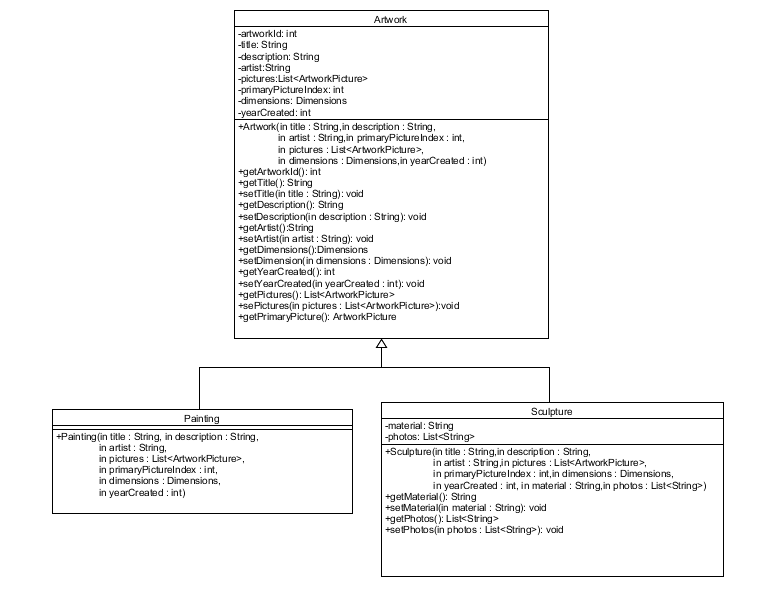 Artwork
-artworkId: int
-title: String
-description: String
-artist:String
-pictures:List<ArtworkPicture>
-primaryPictureIndex: int
-dimensions: Dimensions
-yearCreated: int
+Artwork(in title : String,in description : String,
in artist : String,in primaryPictureIndex : int,
in pictures : List<ArtworkPicture>,
in dimensions : Dimensions,in yearCreated : int)
+getArtworkId(): int
+getTitle(): String
+setTitle(in title : String): void
+getDescription(): String
+setDescription(in description : String): void
+getArtist():String
+setArtist(in artist : String): void
+getDimensions():Dimensions
+setDimension(in dimensions : Dimensions): void
+getYearCreated(): int
+setYearCreated(in yearCreated : int): void
+getPictures(): List<ArtworkPicture>
+sePictures(in pictures : List<ArtworkPicture>):void
+getPrimaryPicture(): ArtworkPicture
Painting
+Painting(in title : String, in description : String,
in artist : String,
in pictures : List<ArtworkPicture>,
in primaryPictureIndex : int,
in dimensions : Dimensions,
in yearCreated : int)
Sculpture
-material: String
-photos: List<String>
+Sculpture(in title : String,in description : String,
in artist : String,in pictures : List<ArtworkPicture>,
in primaryPictureIndex : int,in dimensions : Dimensions,
in yearCreated : int, in material : String,in photos : List<String>)
+getMaterial(): String
+setMaterial(in material : String): void
+getPhotos(): List<String>
+setPhotos(in photos : List<String>): void